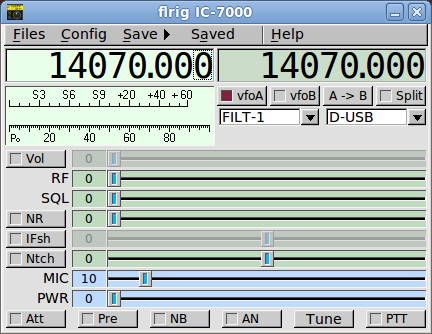 flrig IC-7000
Files Config Save Saved Help
14070.000 14070.000
S3 S6 S9 +20 +40 +60
Po 20 40 60 80 100
vfoA vfoB A -> B Split
FILT-1 D-USB
Vol 0
RF 0
SQL 0
NR 0
IFsh 0
Ntch 0
MIC 10
PWR 0
Att Pre NB AN Tune PTT